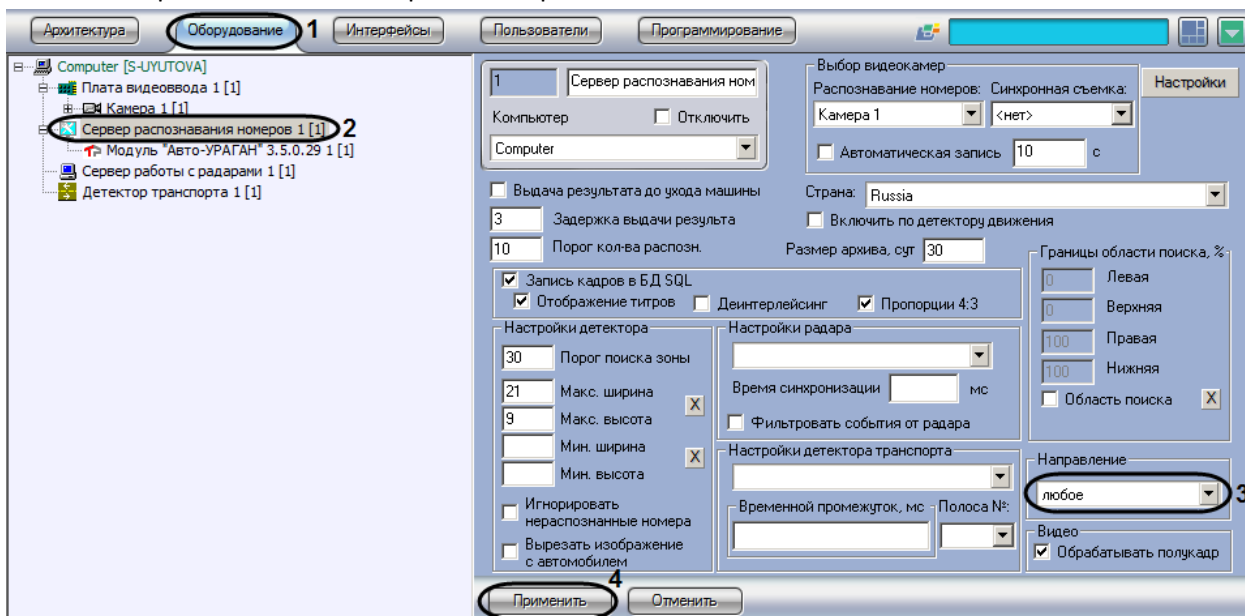 Архитектура Оборудование 1 Интерфейсы Пользователи Программирование
Computer [S-UYUTOVA]
Плата видеоввода 1 [1]
Камера 1 [1]
Сервер распознавания номеров 1 [1] 2
Модуль "Авто-УРАГАН" 3.5.0.29 1 [1]
Сервер работы с радарами 1 [1]
Детектор транспорта 1 [1]
1 Сервер распознавания ном
Компьютер Отключить
Computer
Выбор видеокамер
Распознавание номеров: Синхронная съемка:
Камера 1 <нет>
Автоматическая запись 10 с
Настройки
Выдача результата до ухода машины
3 Задержка выдачи результа
10 Порог кол-ва распозн.
Страна: Russia
Включить по детектору движения
Размер архива, сут 30
Границы области поиска, %
0 Левая
0 Верхняя
100 Правая
100 Нижняя
Область поиска X
Запись кадров в БД SQL
Отображение титров Деинтерлейсинг Пропорции 4:3
Настройки детектора
30 Порог поиска зоны
21 Макс. ширина
X
9 Макс. высота
Мин. ширина
X
Мин. высота
Игнорировать
нераспознанные номера
Вырезать изображение
с автомобилем
Настройки радара
Время синхронизации мс
Фильтровать события от радара
Настройки детектора транспорта
Временной промежуток, мс Полоса №:
Направление
любое 3
Видео
Обрабатывать полукадр
4
Применить Отменить